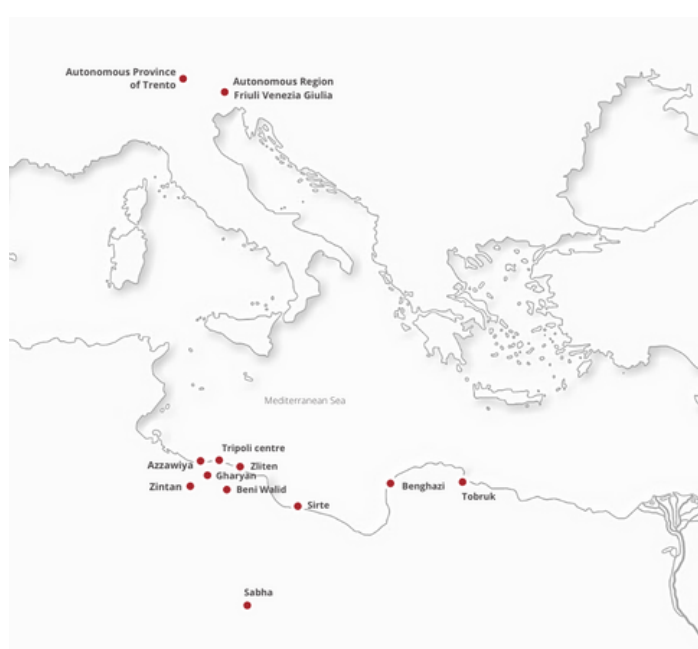 Autonomous Province
of Trento
Autonomous Region
Friuli Venezia Giulia
Mediterranean Sea
Tripoli centre
Azzawiya
Zliten
Gharyan
Zintan
Beni Walid
Benghazi
Tobruk
Sirte
Sabha